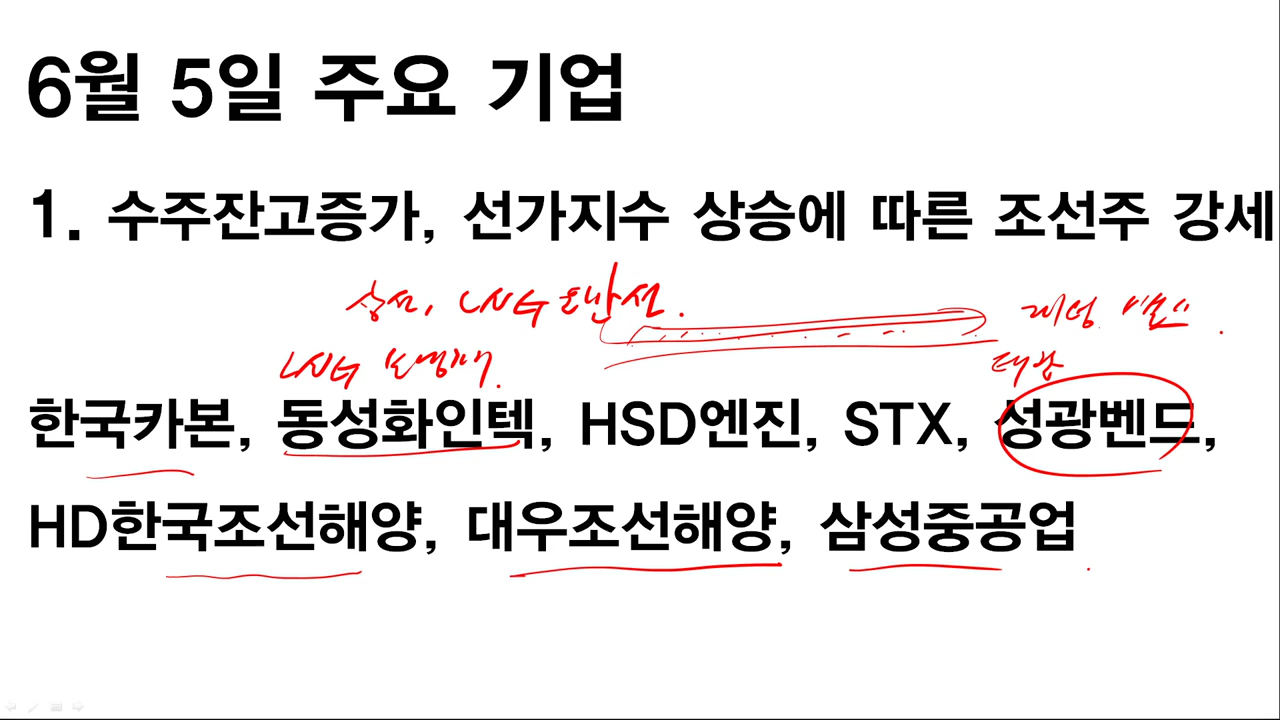 6월 5일 주요 기업
1. 수주잔고증가, 선가지수 상승에 따른 조선주 강세
상선, LNG 운반선.
LNG 보냉재.
태광
한국카본, 동성화인텍, HSD엔진, STX, 성광벤드,
HD한국조선해양, 대우조선해양, 삼성중공업